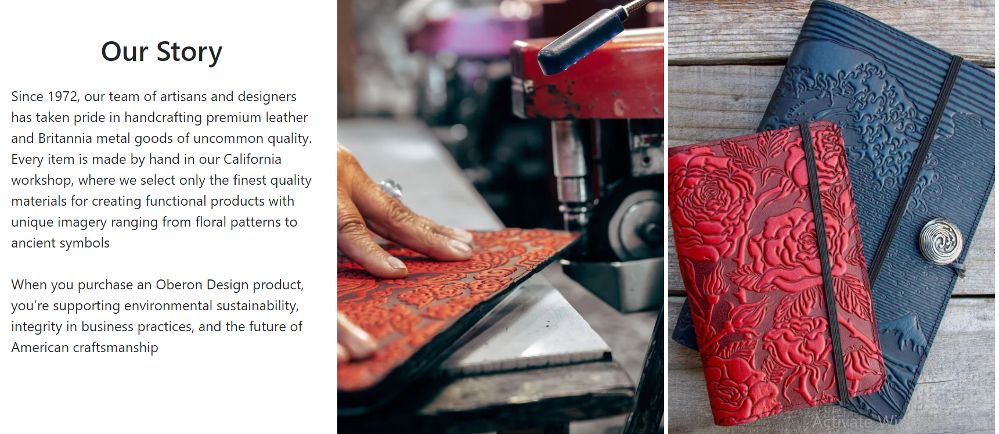 Our Story
Since 1972, our team of artisans and designers
has taken pride in handcrafting premium leather
and Britannia metal goods of uncommon quality.
Every item is made by hand in our California
workshop, where we select only the finest quality
materials for creating functional products with
unique imagery ranging from floral patterns to
ancient symbols
When you purchase an Oberon Design product,
you’re supporting environmental sustainability,
integrity in business practices, and the future of
American craftsmanship
Activate Wi